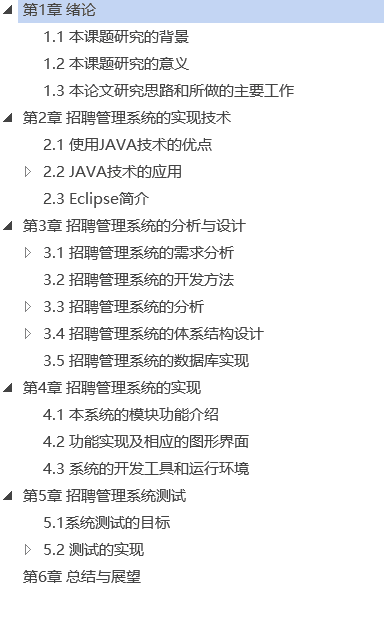 第1章 绪论
1.1 本课题研究的背景
1.2 本课题研究的意义
1.3 本论文研究思路和所做的主要工作
第2章 招聘管理系统的实现技术
2.1 使用JAVA技术的优点
2.2 JAVA技术的应用
2.3 Eclipse简介
第3章 招聘管理系统的分析与设计
3.1 招聘管理系统的需求分析
3.2 招聘管理系统的开发方法
3.3 招聘管理系统的分析
3.4 招聘管理系统的体系结构设计
3.5 招聘管理系统的数据库实现
第4章 招聘管理系统的实现
4.1 本系统的模块功能介绍
4.2 功能实现及相应的图形界面
4.3 系统的开发工具和运行环境
第5章 招聘管理系统测试
5.1系统测试的目标
5.2 测试的实现
第6章 总结与展望